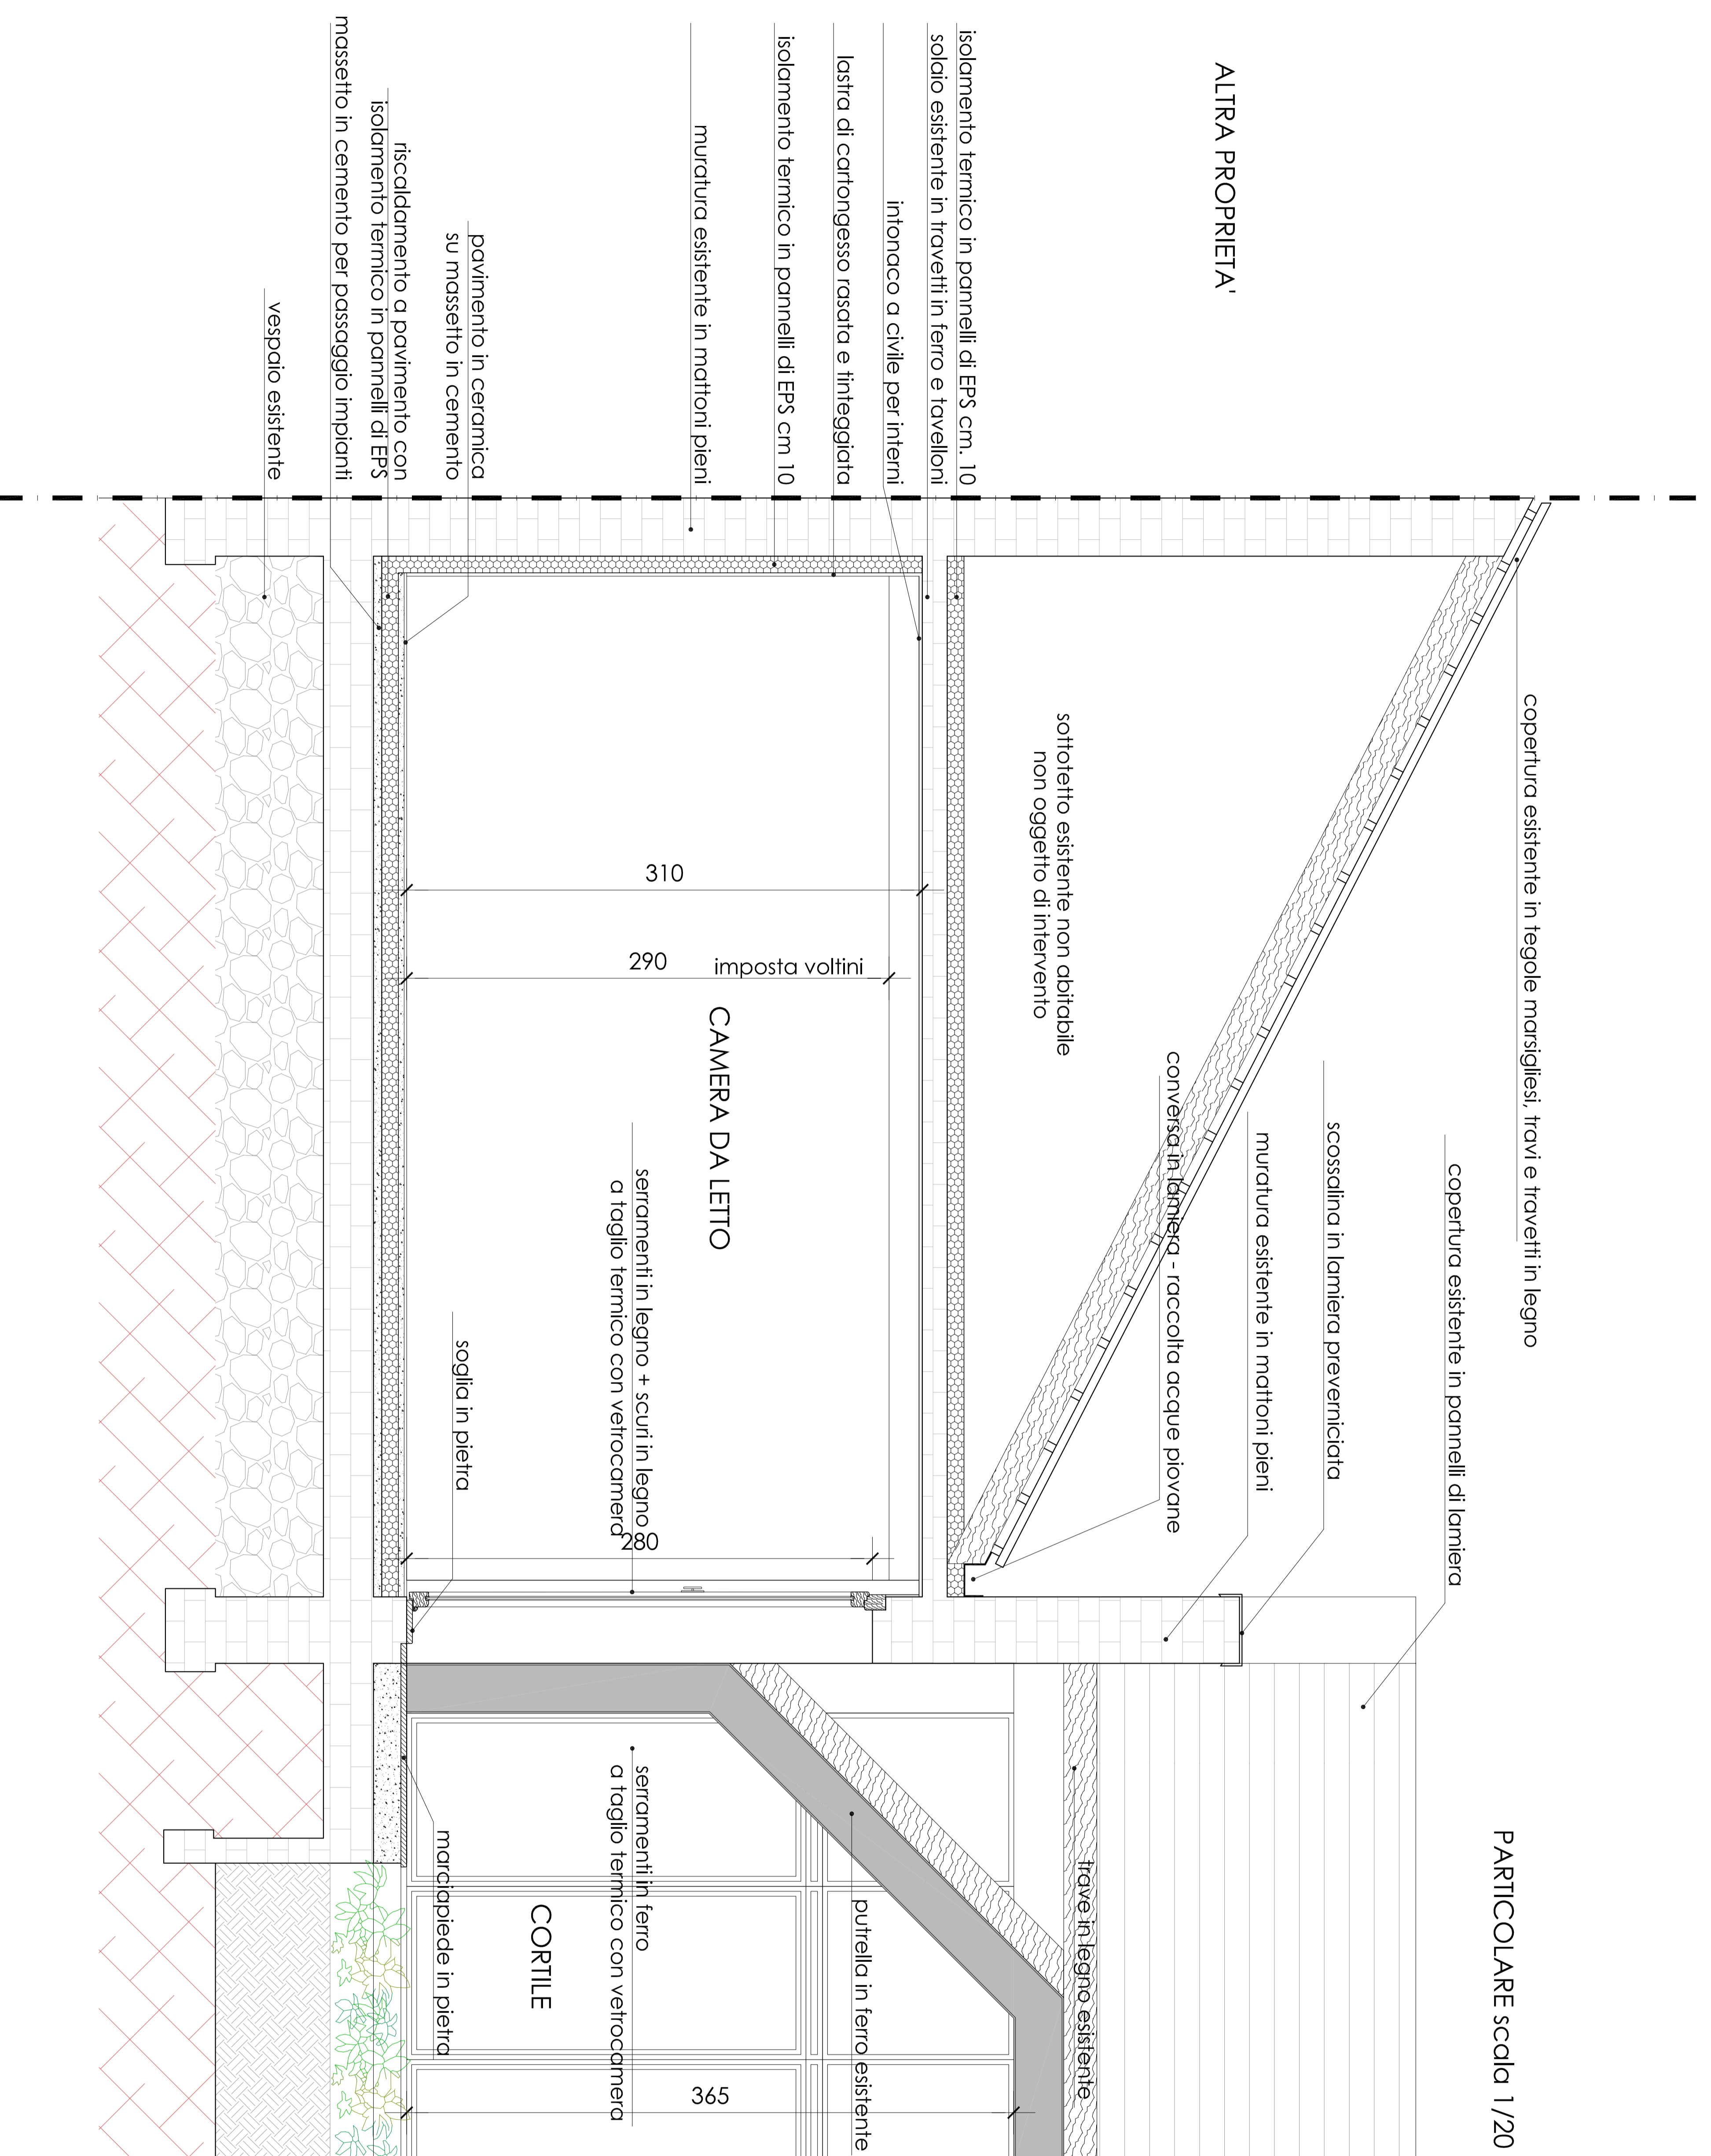 PARTICOLARE scala 1/20
ALTRA PROPRIETA'
copertura esistente in tegole marsigliesi, travi e travetti in legno
copertura esistente in pannelli di lamiera
scossalina in lamiera preverniciata
muratura esistente in mattoni pieni
conversa in lamiera - raccolta acque piovane
sottotetto esistente non abitabile
non oggetto di intervento
trave in legno esistente
isolamento termico in pannelli di EPS cm. 10
solaio esistente in travetti in ferro e tavelloni
intonaco a civile per interni
lastra di cartongesso rasata e tinteggiata
isolamento termico in pannelli di EPS cm 10
muratura esistente in mattoni pieni
putrella in ferro esistente
imposta voltini
310
290
280
365
CAMERA DA LETTO
serramenti in legno + scuri in legno
a taglio termico con vetrocamera
serramenti in ferro
a taglio termico con vetrocamera
CORTILE
pavimento in ceramica
su massetto in cemento
soglia in pietra
marciapiede in pietra
riscaldamento a pavimento con
isolamento termico in pannelli di EPS
massetto in cemento per passaggio impianti
vespaio esistente